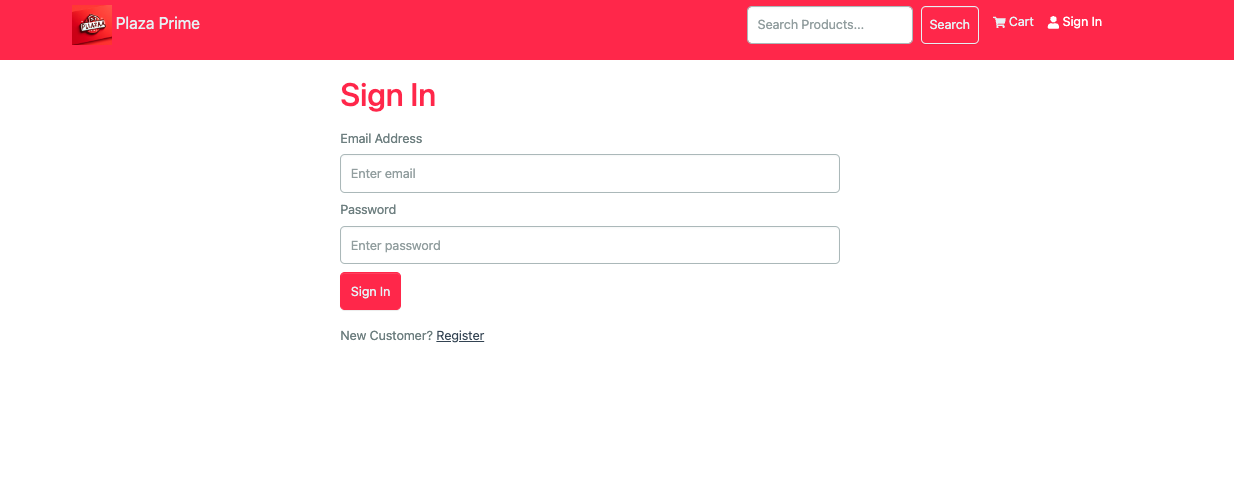 PLAZAA
Plaza Prime
Search Products...
Search
Cart
Sign In
Sign In
Email Address
Enter email
Password
Enter password
Sign In
New Customer? Register